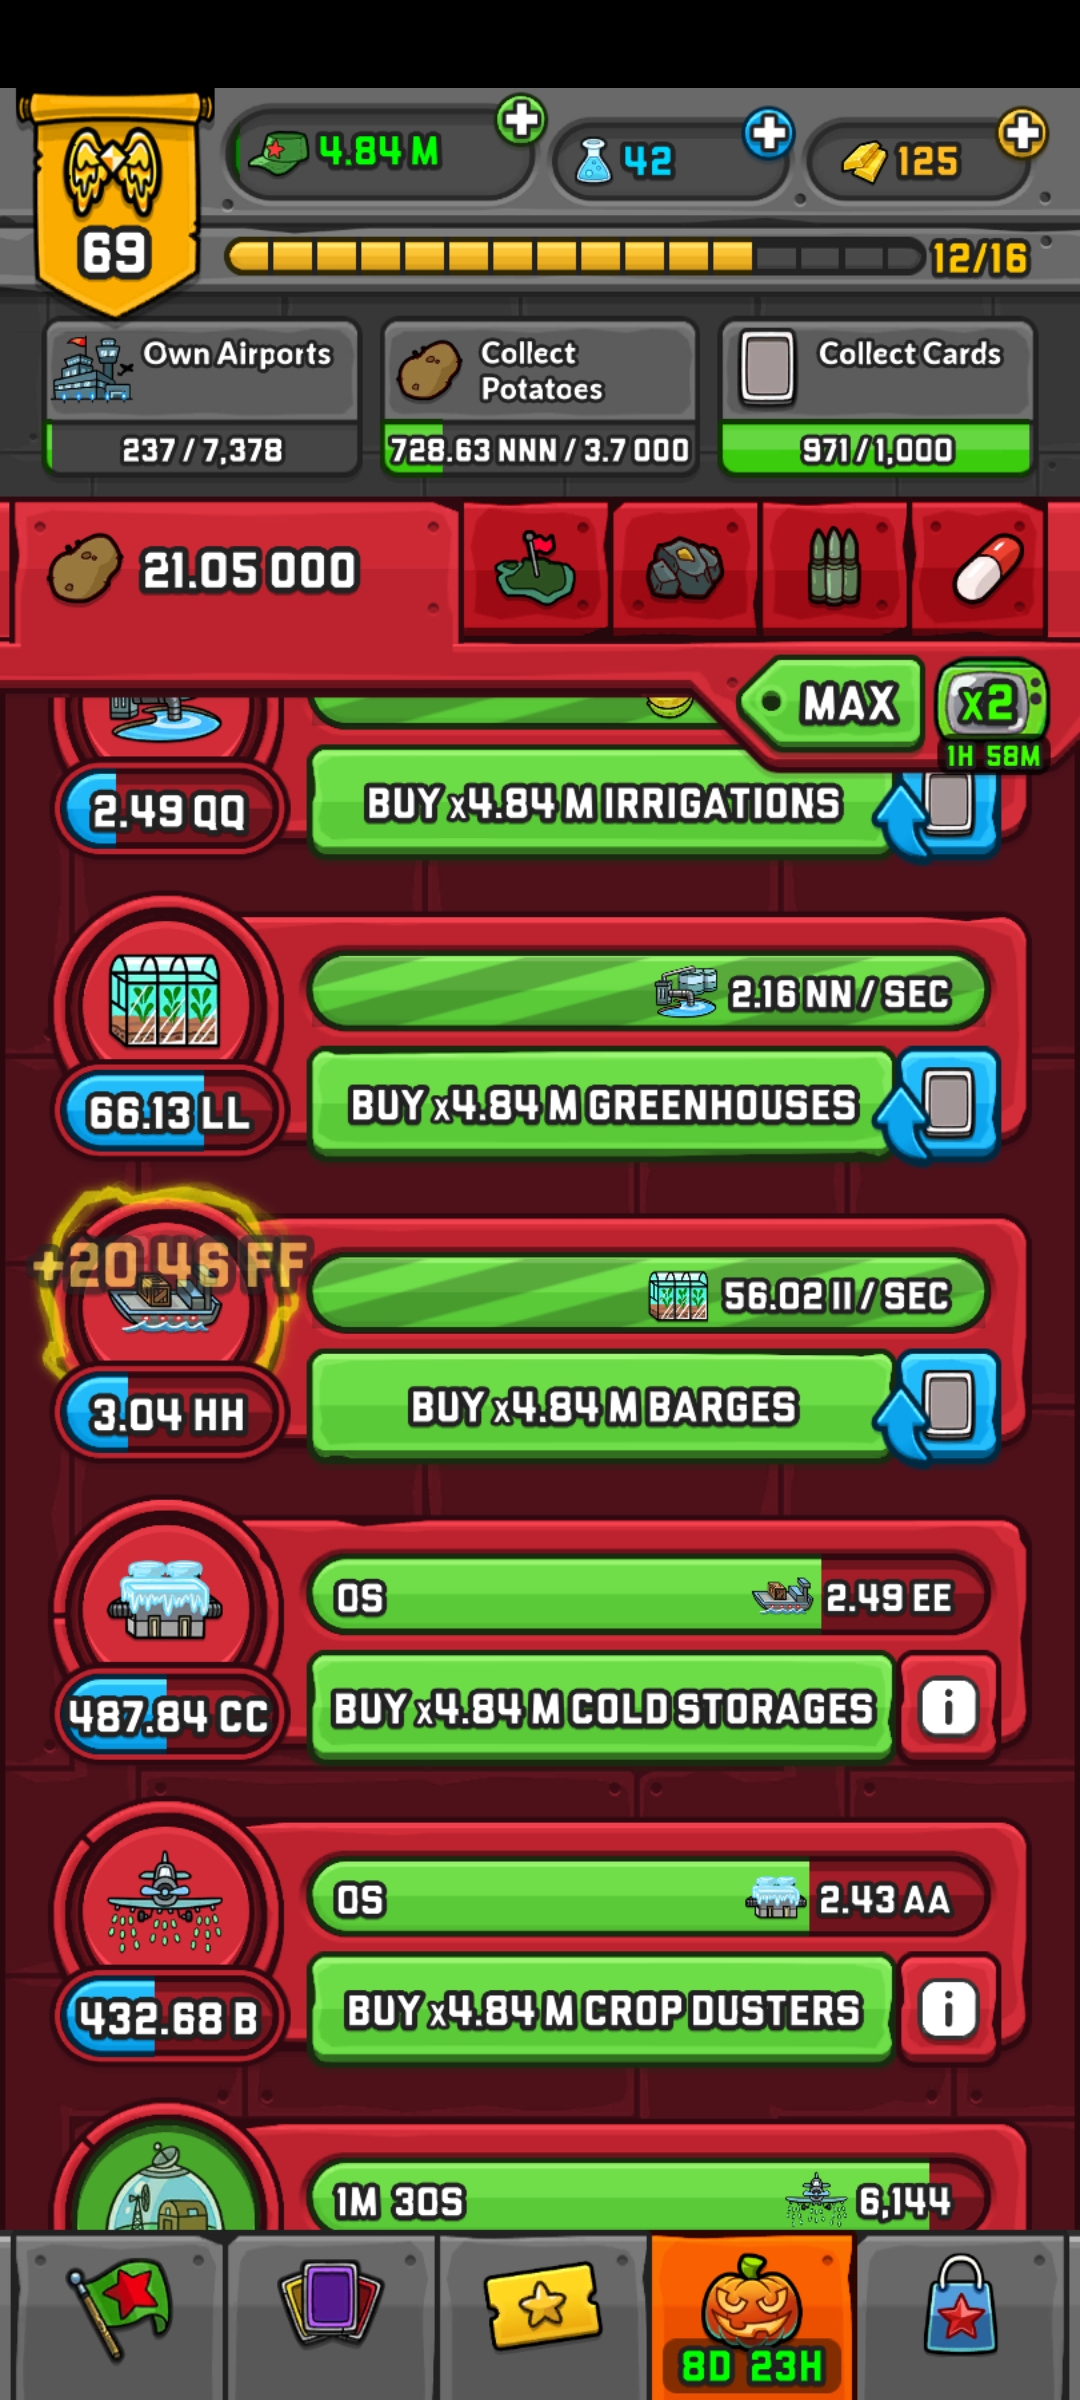 4.84 M
42
125
69
12/16
Own Airports
Collect
Potatoes
Collect Cards
237 / 7,378
728.63 NNN / 3.7 OOO
971 / 1,000
21.05 OOO
MAX
x2
1H 58M
2.49 QQ
BUY x4.84 M IRRIGATIONS
2.16 NN / SEC
66.13 LL
BUY x4.84 M GREENHOUSES
+20.46 FF
56.02 II / SEC
3.04 HH
BUY x4.84 M BARGES
0S
2.49 EE
487.84 CC
BUY x4.84 M COLD STORAGES
i
0S
2.43 AA
432.68 B
BUY x4.84 M CROP DUSTERS
i
1M 30S
6,144
8D 23H